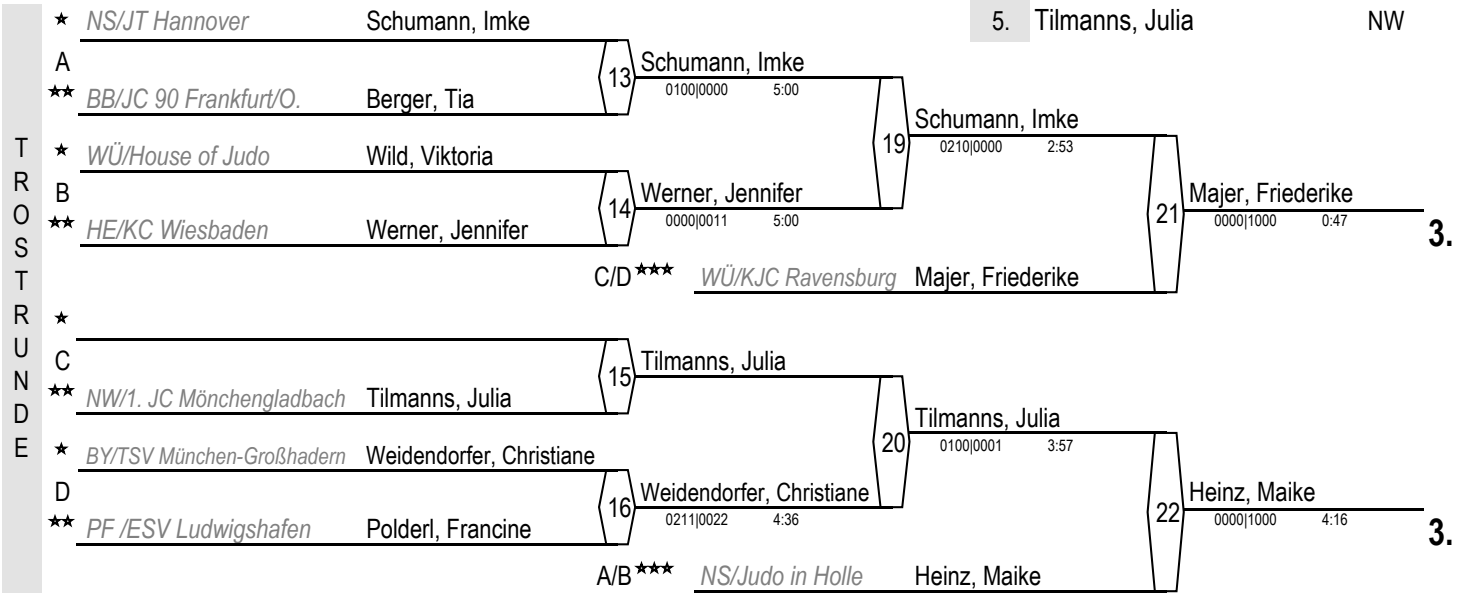 ★ NS/JT Hannover Schumann, Imke
5. Tilmanns, Julia NW
A
13 Schumann, Imke
0100|0000 5:00
★★ BB/JC 90 Frankfurt/O. Berger, Tia
19 Schumann, Imke
0210|0000 2:53
TROSTRUNDE
★ WÜ/House of Judo Wild, Viktoria
B
14 Werner, Jennifer
0000|0011 5:00
21 Majer, Friederike
0000|1000 0:47
3.
★★ HE/KC Wiesbaden Werner, Jennifer
C/D ★★★ WÜ/KJC Ravensburg Majer, Friederike
★
C
15 Tilmanns, Julia
★★ NW/1. JC Mönchengladbach Tilmanns, Julia
20 Tilmanns, Julia
0100|0001 3:57
★ BY/TSV München-Großhadern Weidendorfer, Christiane
D
16 Weidendorfer, Christiane
0211|0022 4:36
22 Heinz, Maike
0000|1000 4:16
3.
★★ PF /ESV Ludwigshafen Polderl, Francine
A/B ★★★ NS/Judo in Holle Heinz, Maike